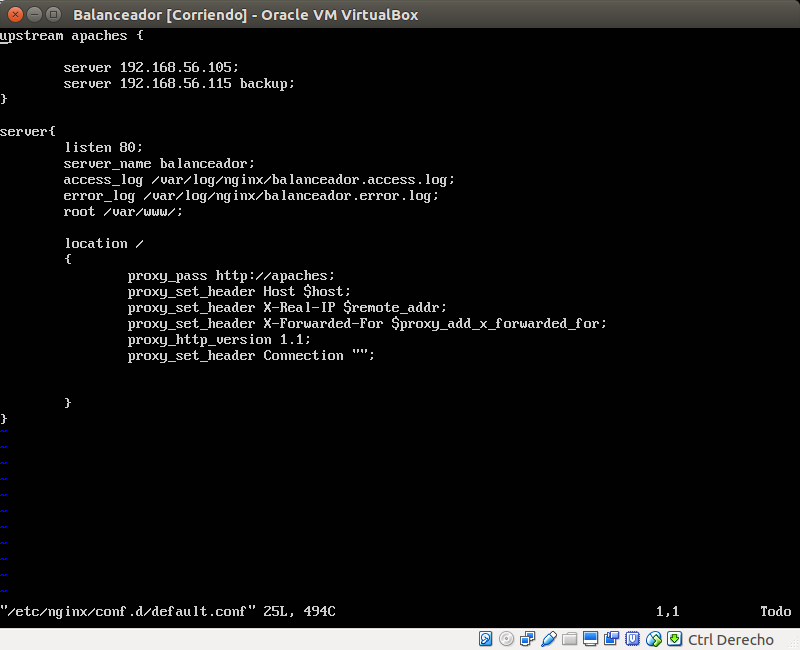 Balanceador [Corriendo] - Oracle VM VirtualBox
upstream apaches {
server 192.168.56.105;
server 192.168.56.115 backup;
}
server{
listen 80;
server_name balanceador;
access_log /var/log/nginx/balanceador.access.log;
error_log /var/log/nginx/balanceador.error.log;
root /var/www/;
location /
{
proxy_pass http://apaches;
proxy_set_header Host $host;
proxy_set_header X-Real-IP $remote_addr;
proxy_set_header X-Forwarded-For $proxy_add_x_forwarded_for;
proxy_http_version 1.1;
proxy_set_header Connection "";
}
}
~
~
~
~
~
~
~
~
~
~
~
"/etc/nginx/conf.d/default.conf" 25L, 494C 1,1 Todo
Ctrl Derecho